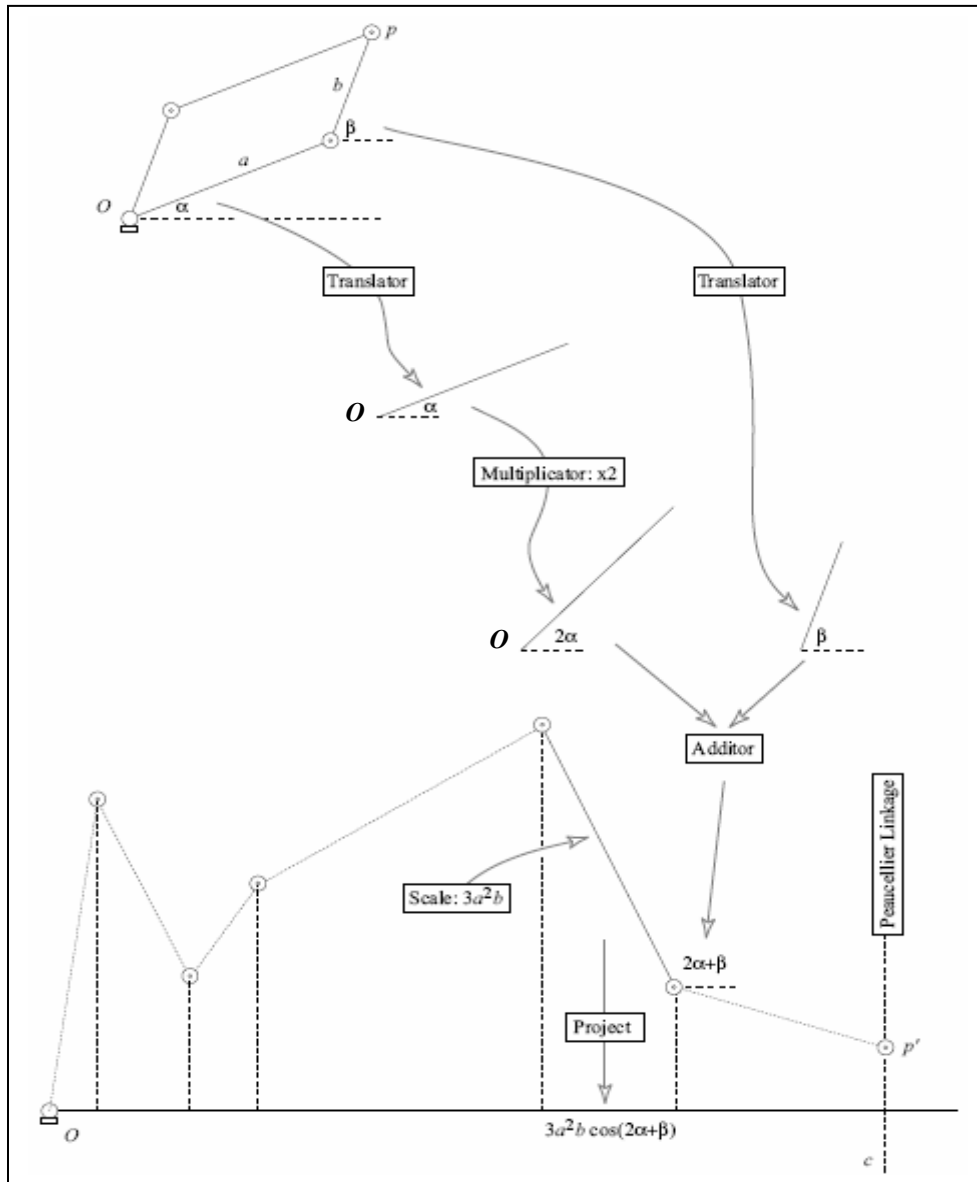 p
b
β
a
O
α
Translator
Translator
O
α
Multiplicator: x2
O
2α
β
Additor
Peaucellier Linkage
Scale: 3a²b
2α+β
Project
p'
O
3a²b cos(2α+β)
c